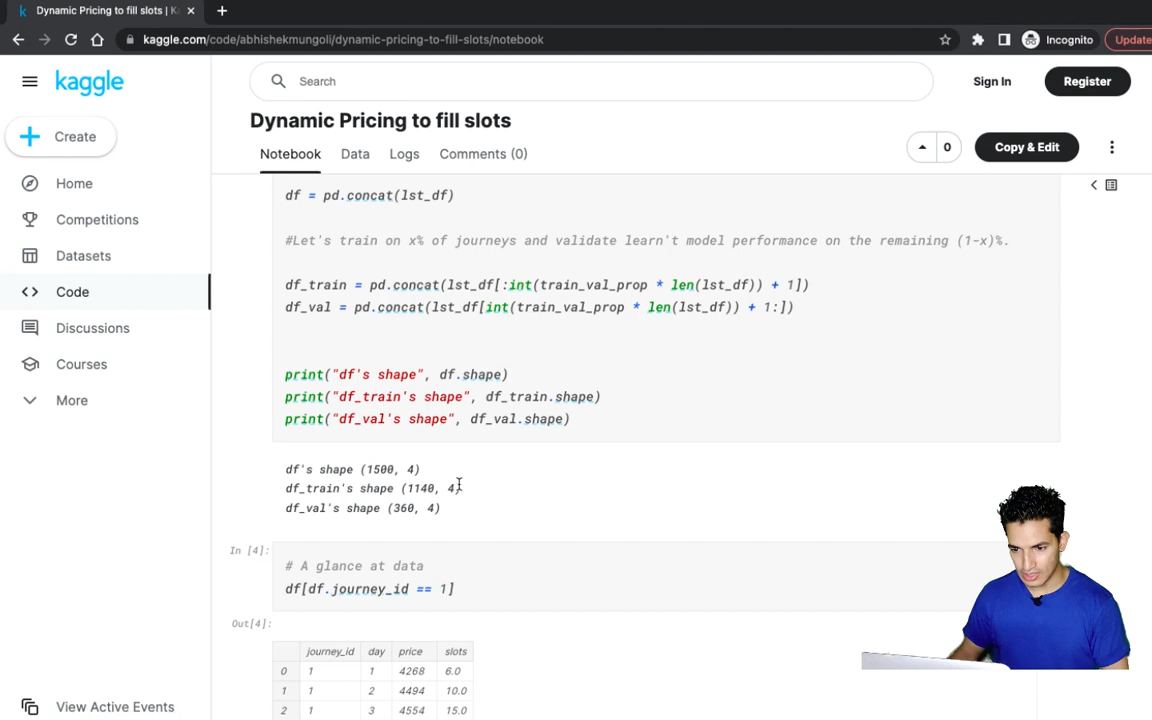 Dynamic Pricing to fill slots | Ka
kaggle.com/code/abhishekmungoli/dynamic-pricing-to-fill-slots/notebook
Incognito
Update
kaggle
Search
Sign In
Register
Create
Home
Competitions
Datasets
Code
Discussions
Courses
More
View Active Events
Dynamic Pricing to fill slots
Notebook
Data
Logs
Comments (0)
0
Copy & Edit
df = pd.concat(lst_df)
#Let's train on x% of journeys and validate learn't model performance on the remaining (1-x)%.
df_train = pd.concat(lst_df[:int(train_val_prop * len(lst_df)) + 1])
df_val = pd.concat(lst_df[int(train_val_prop * len(lst_df)) + 1:])
print("df's shape", df.shape)
print("df_train's shape", df_train.shape)
print("df_val's shape", df_val.shape)
df's shape (1500, 4)
df_train's shape (1140, 4)
df_val's shape (360, 4)
In [4]:
# A glance at data
df[df.journey_id == 1]
Out[4]:
journey_id day price slots
0 1 1 4268 6.0
1 1 2 4494 10.0
2 1 3 4554 15.0